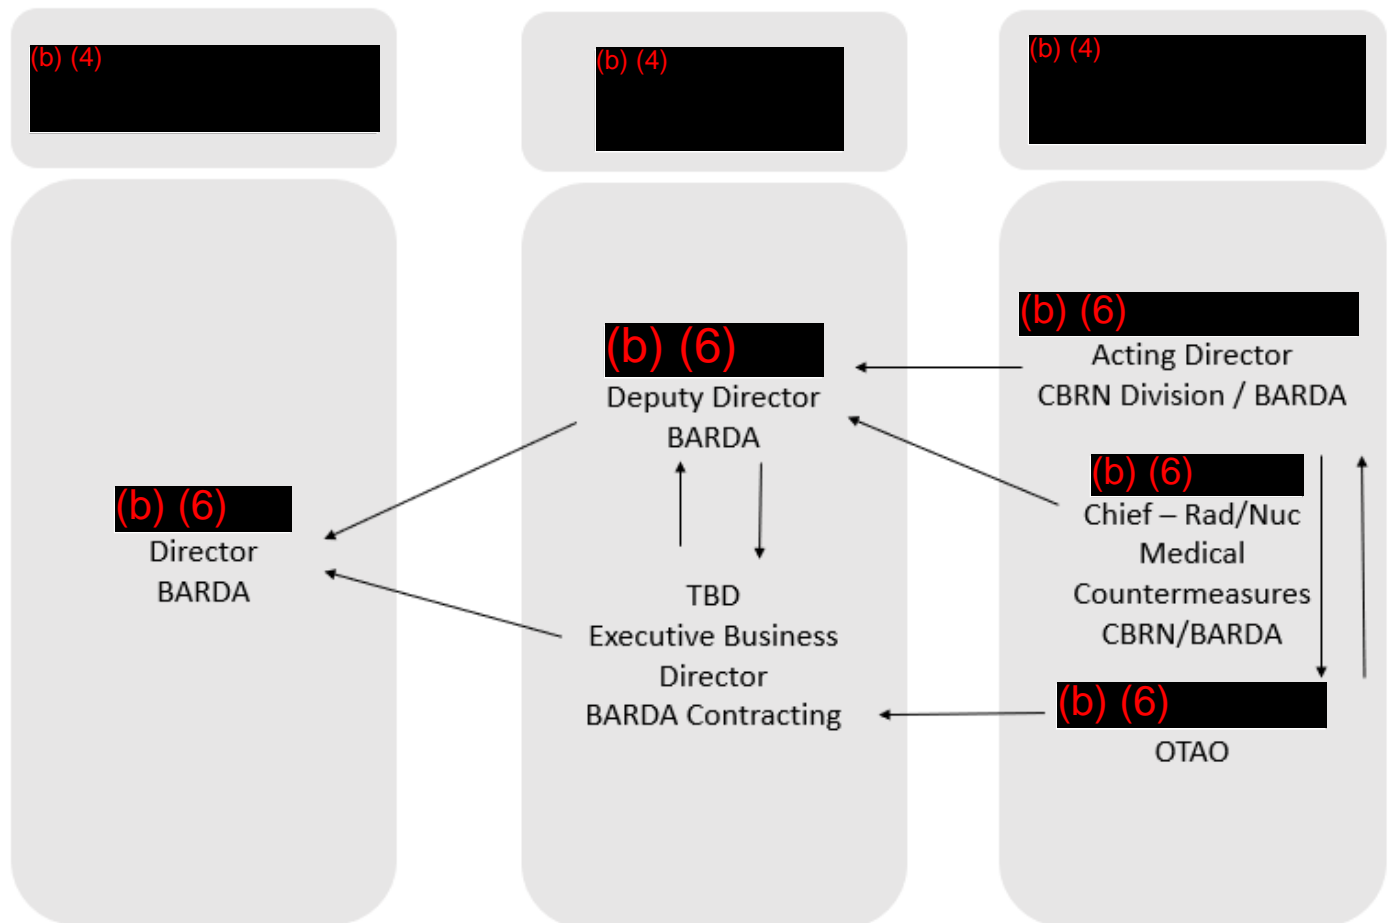 (b) (4)
(b) (4)
(b) (4)
(b) (6)
Director
BARDA
(b) (6)
Deputy Director
BARDA
TBD
Executive Business
Director
BARDA Contracting
(b) (6)
Acting Director
CBRN Division / BARDA
(b) (6)
Chief – Rad/Nuc
Medical
Countermeasures
CBRN/BARDA
(b) (6)
OTAO